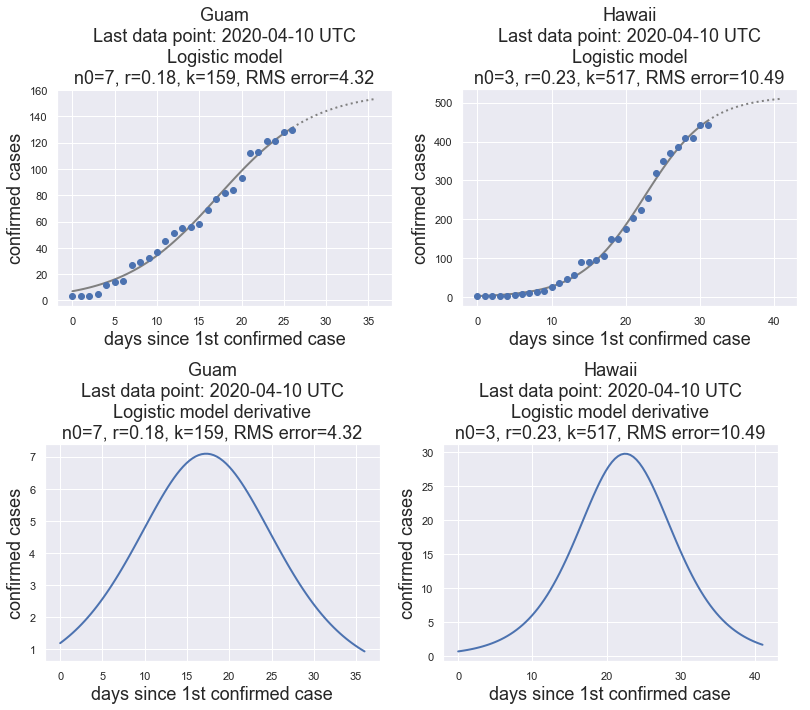 Guam
Last data point: 2020-04-10 UTC
Logistic model
n0=7, r=0.18, k=159, RMS error=4.32
160
140
120
100
80
60
40
20
0
confirmed cases
0 5 10 15 20 25 30 35
days since 1st confirmed case
Hawaii
Last data point: 2020-04-10 UTC
Logistic model
n0=3, r=0.23, k=517, RMS error=10.49
500
400
300
200
100
0
confirmed cases
0 10 20 30 40
days since 1st confirmed case
Guam
Last data point: 2020-04-10 UTC
Logistic model derivative
n0=7, r=0.18, k=159, RMS error=4.32
7
6
5
4
3
2
1
confirmed cases
0 5 10 15 20 25 30 35
days since 1st confirmed case
Hawaii
Last data point: 2020-04-10 UTC
Logistic model derivative
n0=3, r=0.23, k=517, RMS error=10.49
30
25
20
15
10
5
0
confirmed cases
0 10 20 30 40
days since 1st confirmed case